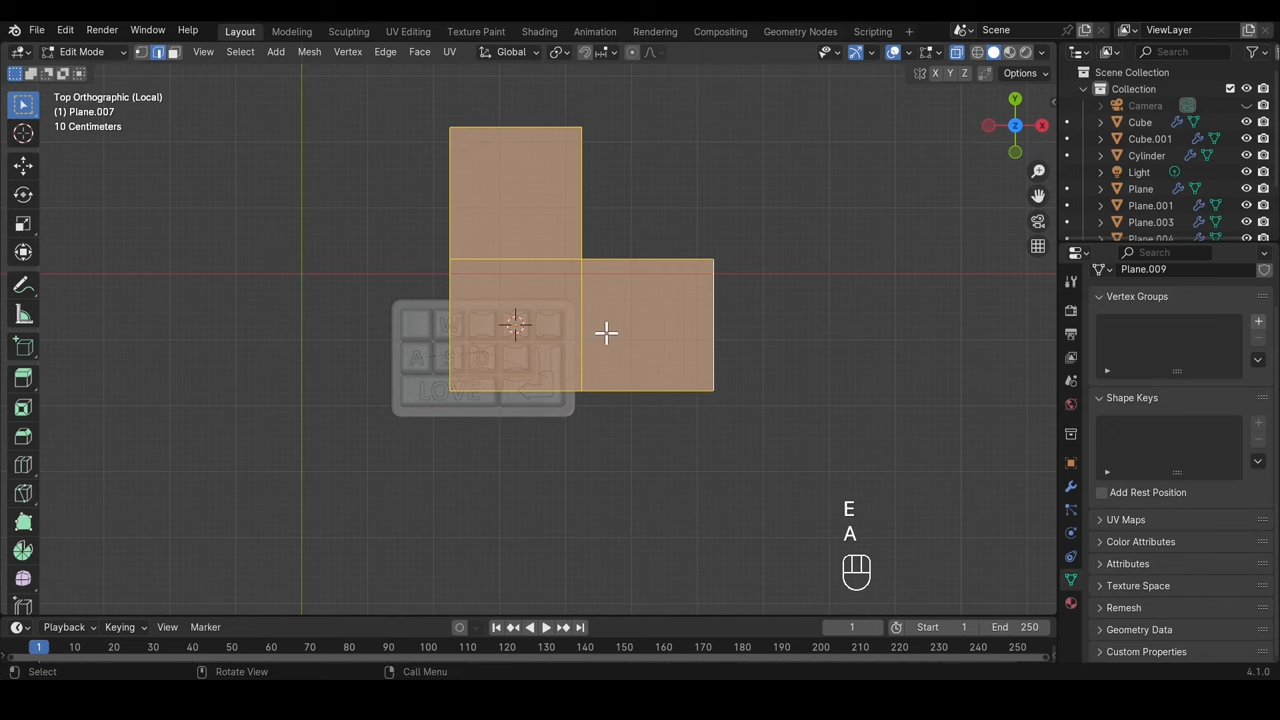 File Edit Render Window Help Layout Modeling Sculpting UV Editing Texture Paint Shading Animation Rendering Compositing Geometry Nodes Scripting + Scene ViewLayer
Edit Mode View Select Add Mesh Vertex Edge Face UV Global Search
X Y Z Options
Scene Collection
Collection
Camera
Cube
Cube.001
Cylinder
Light
Plane
Plane.001
Plane.003
Plane.004
Top Orthographic (Local)
(1) Plane.007
10 Centimeters
Y
Z X
W
A S D
LOVE
E
A
Search
Plane.009
Vertex Groups
Shape Keys
Add Rest Position
UV Maps
Color Attributes
Attributes
Texture Space
Remesh
Geometry Data
Custom Properties
Playback Keying View Marker 1 Start 1 End 250
1 10 20 30 40 50 60 70 80 90 100 110 120 130 140 150 160 170 180 190 200 210 220 230 240 250
Select Rotate View Call Menu 4.1.0